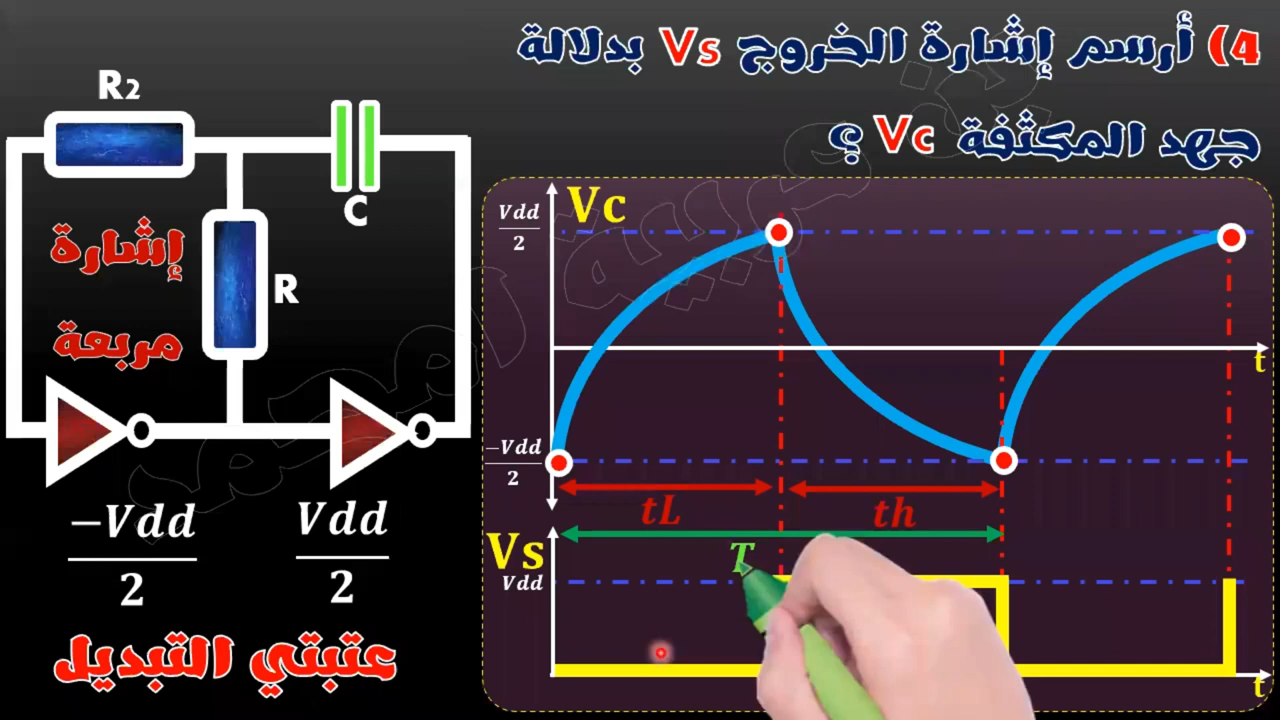 4) أرسم إشارة الخروج Vs بدلالة
جهد المكثفة Vc ؟
R2
C
R
إشارة
مربعة
-Vdd/2
Vdd/2
عتبتي التبديل
Vc
Vdd/2
t
-Vdd/2
tL
th
T
Vs
Vdd
t